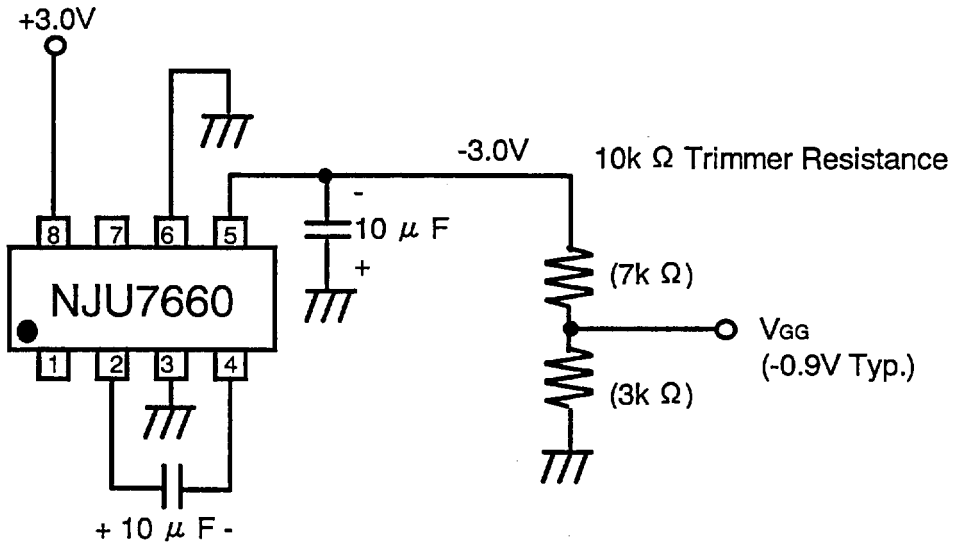 +3.0V
-3.0V
10k Ω Trimmer Resistance
8 7 6 5
-
10 μ F
+
(7k Ω)
NJU7660
VGG
(-0.9V Typ.)
1 2 3 4
(3k Ω)
+ 10 μ F -